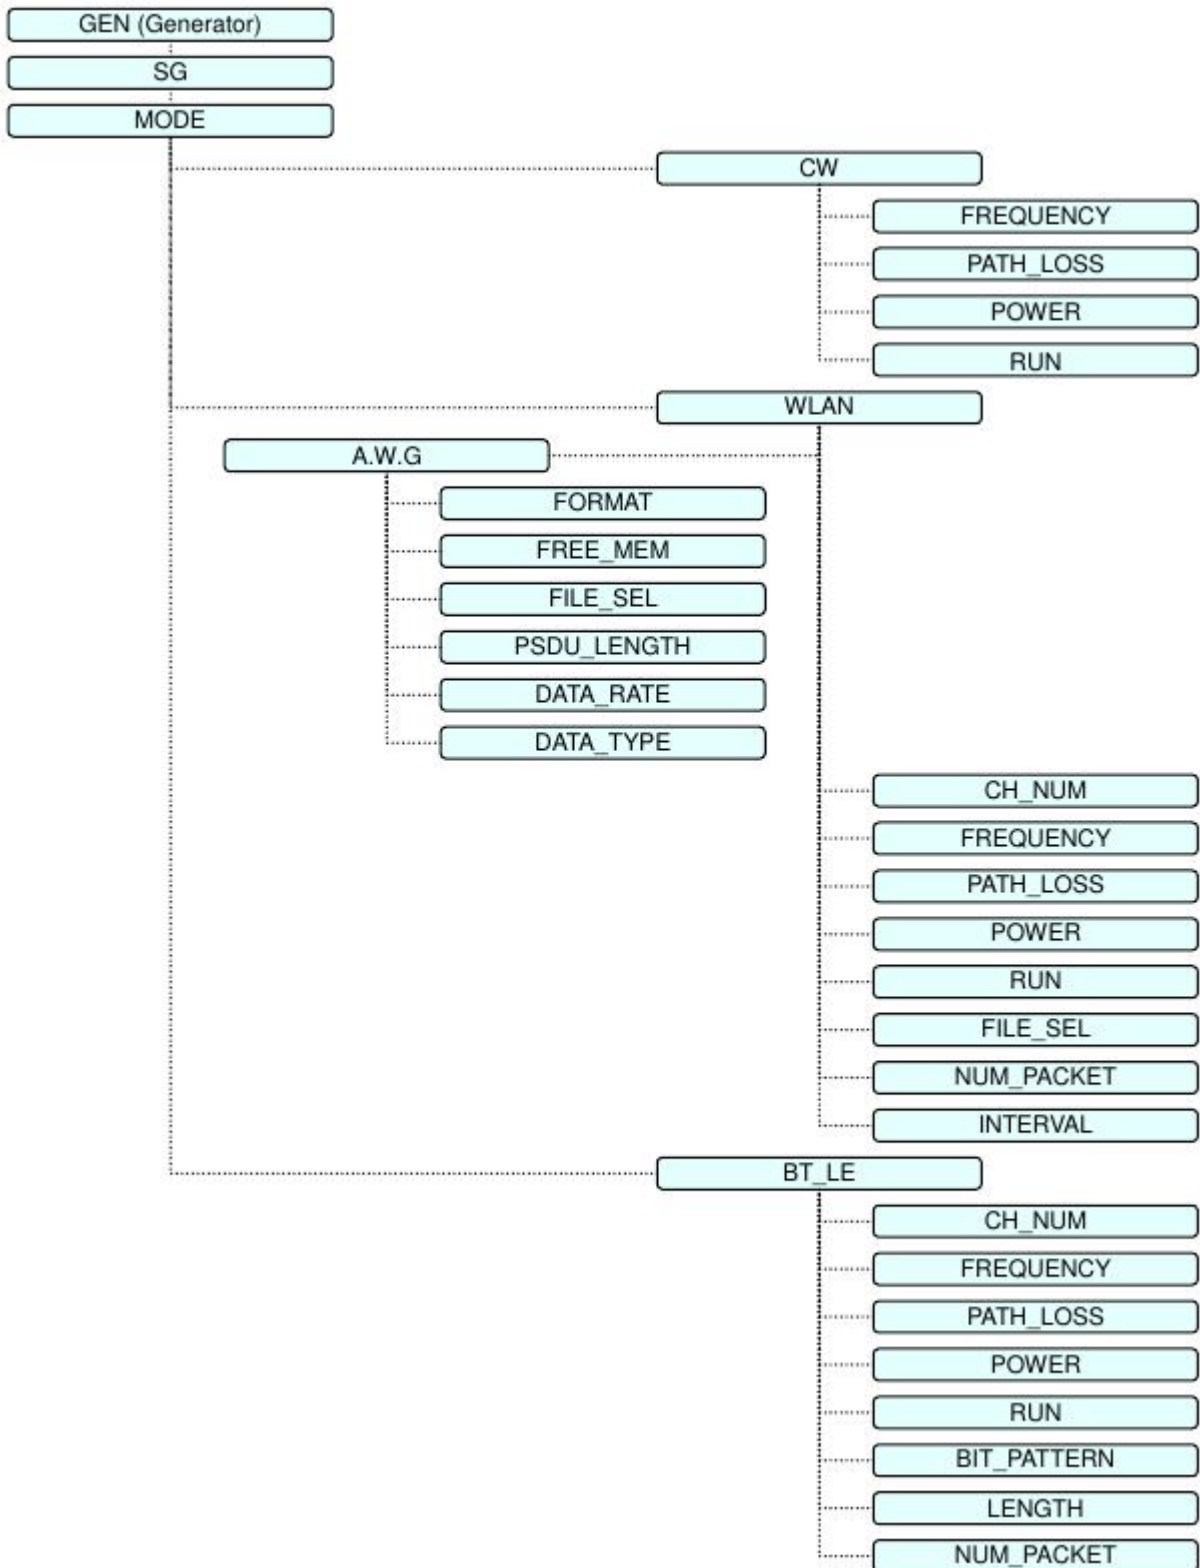 GEN (Generator)
SG
MODE
CW
FREQUENCY
PATH_LOSS
POWER
RUN
WLAN
A.W.G
FORMAT
FREE_MEM
FILE_SEL
PSDU_LENGTH
DATA_RATE
DATA_TYPE
CH_NUM
FREQUENCY
PATH_LOSS
POWER
RUN
FILE_SEL
NUM_PACKET
INTERVAL
BT_LE
CH_NUM
FREQUENCY
PATH_LOSS
POWER
RUN
BIT_PATTERN
LENGTH
NUM_PACKET